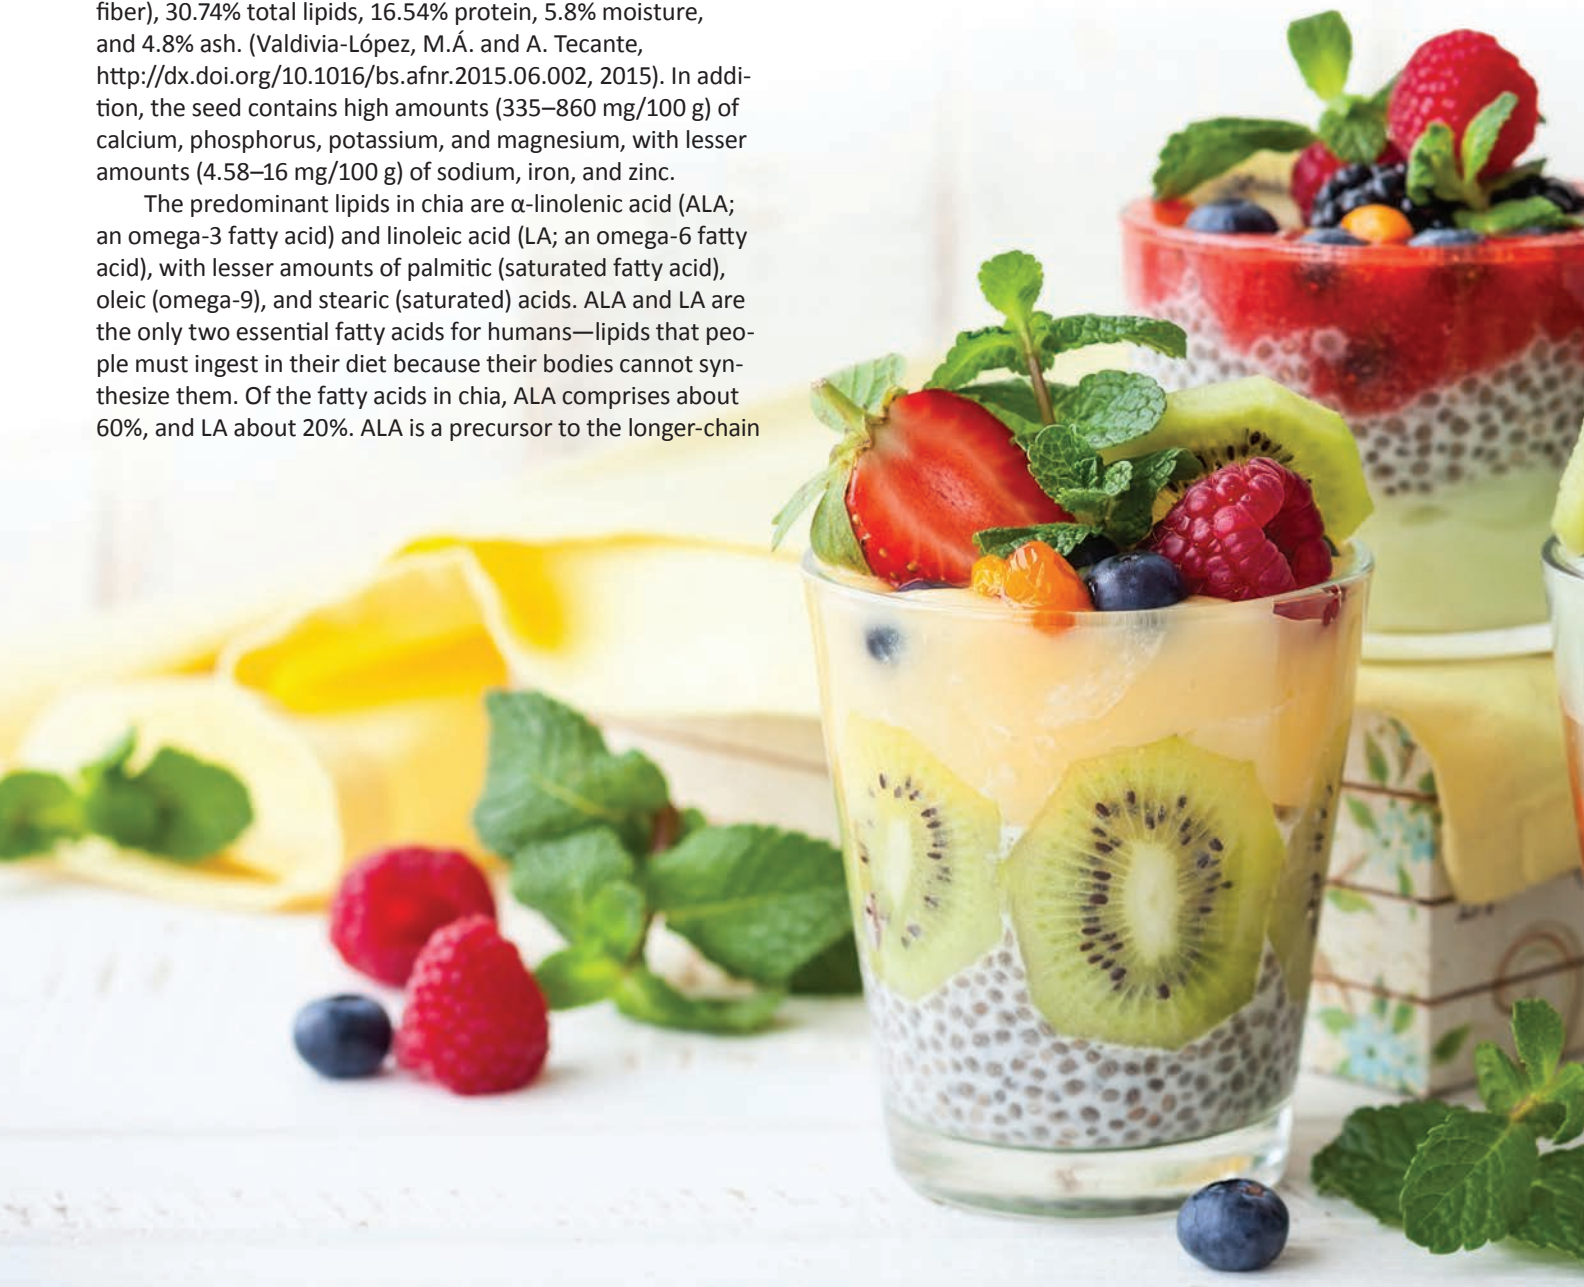 fiber), 30.74% total lipids, 16.54% protein, 5.8% moisture,
and 4.8% ash. (Valdivia-López, M.Á. and A. Tecante,
http://dx.doi.org/10.1016/bs.afnr.2015.06.002, 2015). In addi-
tion, the seed contains high amounts (335–860 mg/100 g) of
calcium, phosphorus, potassium, and magnesium, with lesser
amounts (4.58–16 mg/100 g) of sodium, iron, and zinc.
The predominant lipids in chia are α-linolenic acid (ALA;
an omega-3 fatty acid) and linoleic acid (LA; an omega-6 fatty
acid), with lesser amounts of palmitic (saturated fatty acid),
oleic (omega-9), and stearic (saturated) acids. ALA and LA are
the only two essential fatty acids for humans—lipids that peo-
ple must ingest in their diet because their bodies cannot syn-
thesize them. Of the fatty acids in chia, ALA comprises about
60%, and LA about 20%. ALA is a precursor to the longer-chain